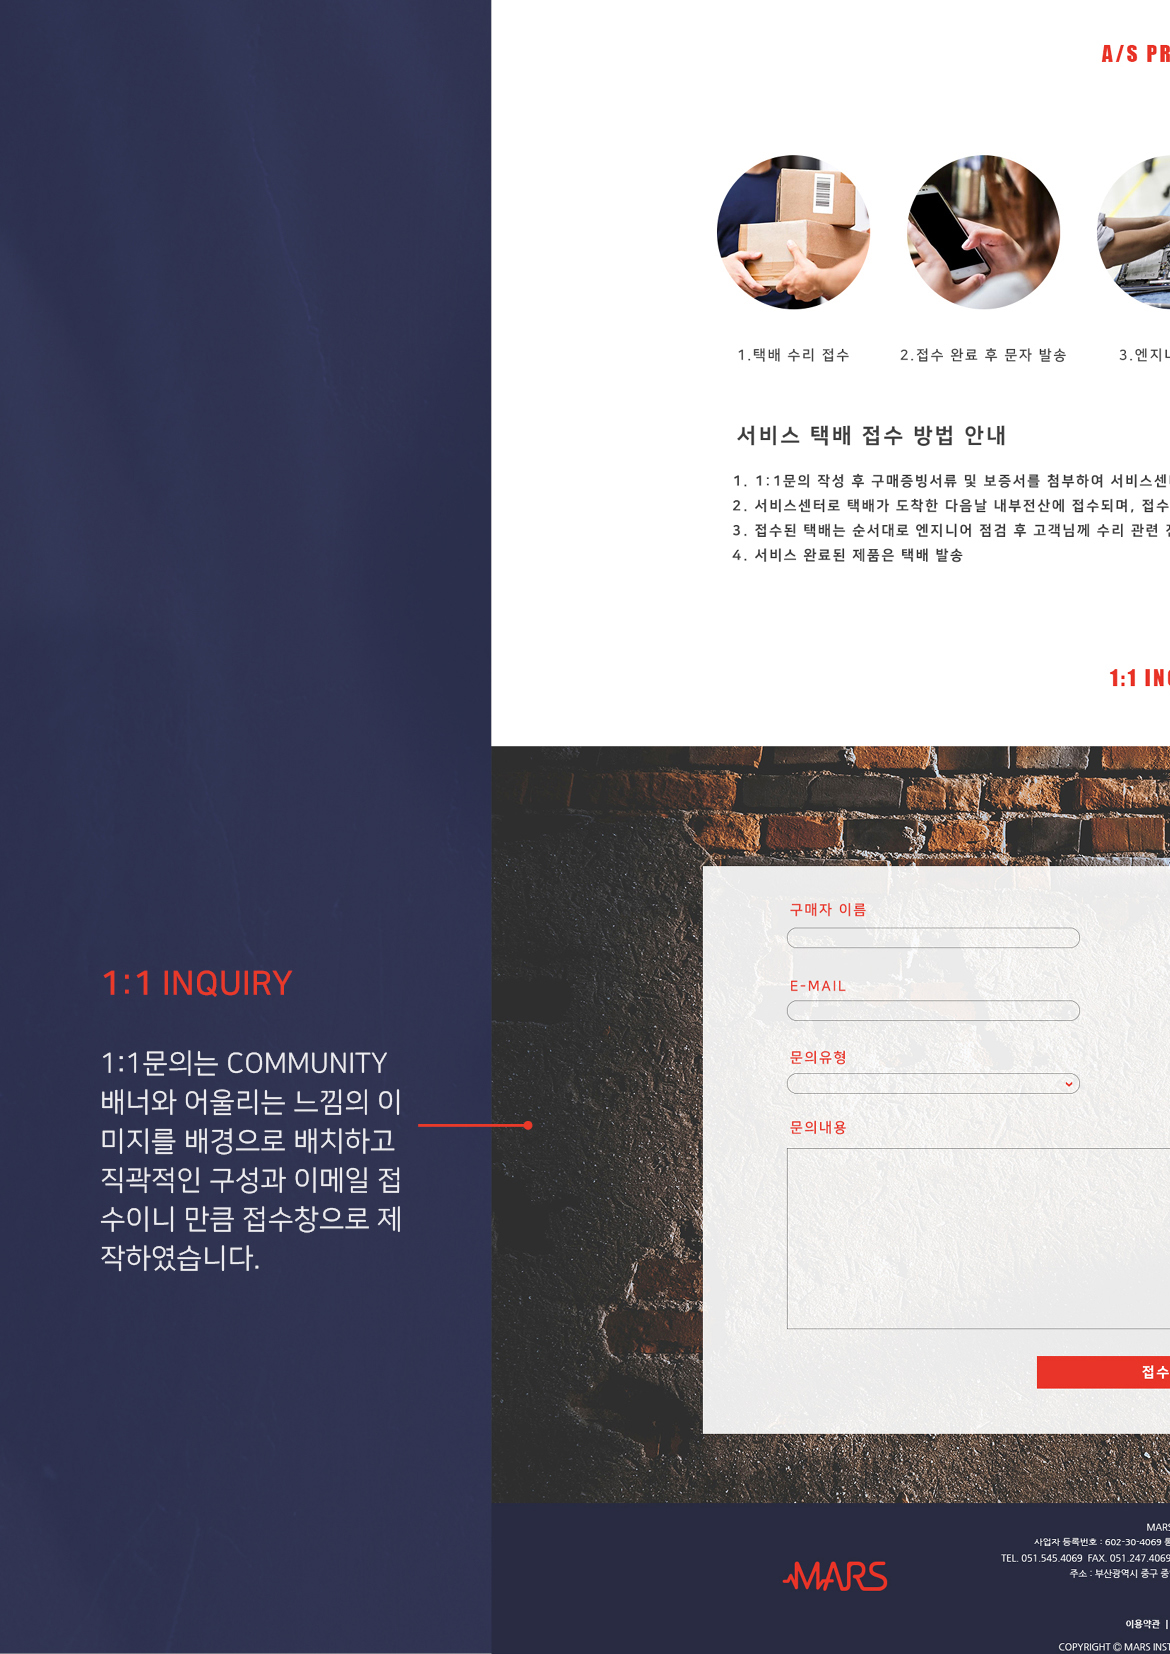 A/S PR
1.택배 수리 접수
2.접수 완료 후 문자 발송
3.엔지니
서비스 택배 접수 방법 안내
1. 1:1문의 작성 후 구매증빙서류 및 보증서를 첨부하여 서비스센
2. 서비스센터로 택배가 도착한 다음날 내부전산에 접수되며, 접수
3. 접수된 택배는 순서대로 엔지니어 점검 후 고객님께 수리 관련
4. 서비스 완료된 제품은 택배 발송
1:1 IN
구매자 이름
E-MAIL
문의유형
문의내용
접수
1:1 INQUIRY
1:1문의는 COMMUNITY
배너와 어울리는 느낌의 이
미지를 배경으로 배치하고
직곽적인 구성과 이메일 접
수이니 만큼 접수창으로 제
작하였습니다.
MARS
MARS
사업자 등록번호 : 602-30-4069 통
TEL. 051.545.4069 FAX. 051.247.4069
주소 : 부산광역시 중구 중
이용약관 |
COPYRIGHT © MARS INST